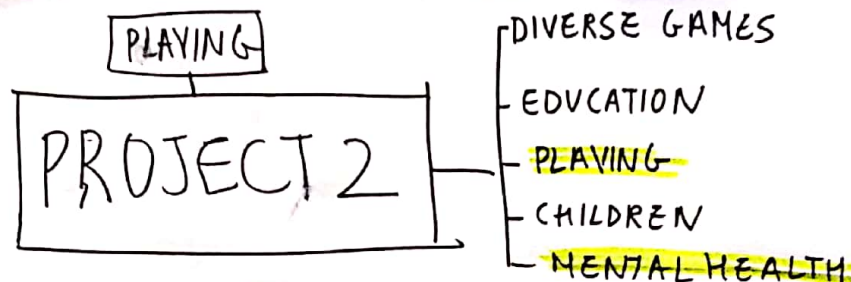 PLAYING
PROJECT 2
DIVERSE GAMES
EDUCATION
PLAYING
CHILDREN
MENTAL HEALTH